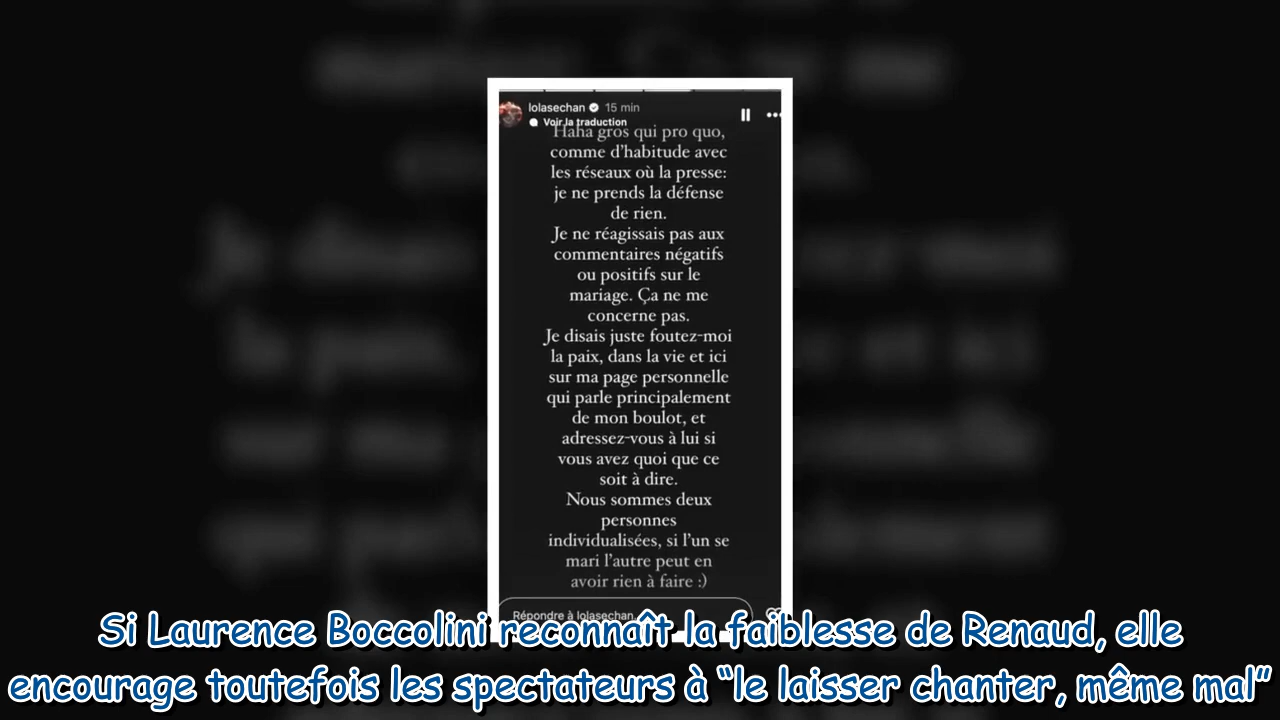 lolasechan 15 min
Voir la traduction
Haha gros qui pro quo,
comme d'habitude avec
les réseaux où la presse:
je ne prends la défense
de rien.
Je ne réagissais pas aux
commentaires négatifs
ou positifs sur le
mariage. Ça ne me
concerne pas.
Je disais juste foutez-moi
la paix, dans la vie et ici
sur ma page personnelle
qui parle principalement
de mon boulot, et
adressez-vous à lui si
vous avez quoi que ce
soit à dire.
Nous sommes deux
personnes
individualisées, si l'un se
mari l'autre peut en
avoir rien à faire :)
Répondre à lolasechan
Si Laurence Boccolini reconnaît la faiblesse de Renaud, elle
encourage toutefois les spectateurs à “le laisser chanter, même mal”